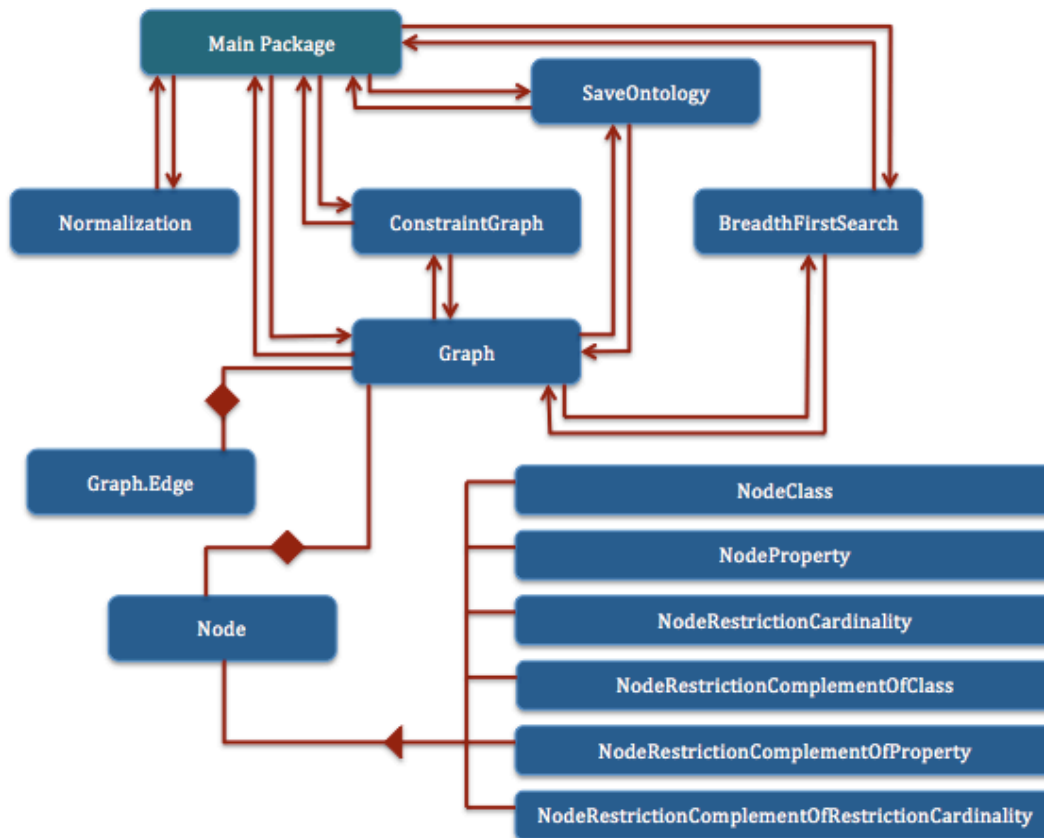 Main Package
SaveOntology
Normalization
ConstraintGraph
BreadthFirstSearch
Graph
Graph.Edge
NodeClass
NodeProperty
Node
NodeRestrictionCardinality
NodeRestrictionComplementOfClass
NodeRestrictionComplementOfProperty
NodeRestrictionComplementOfRestrictionCardinality